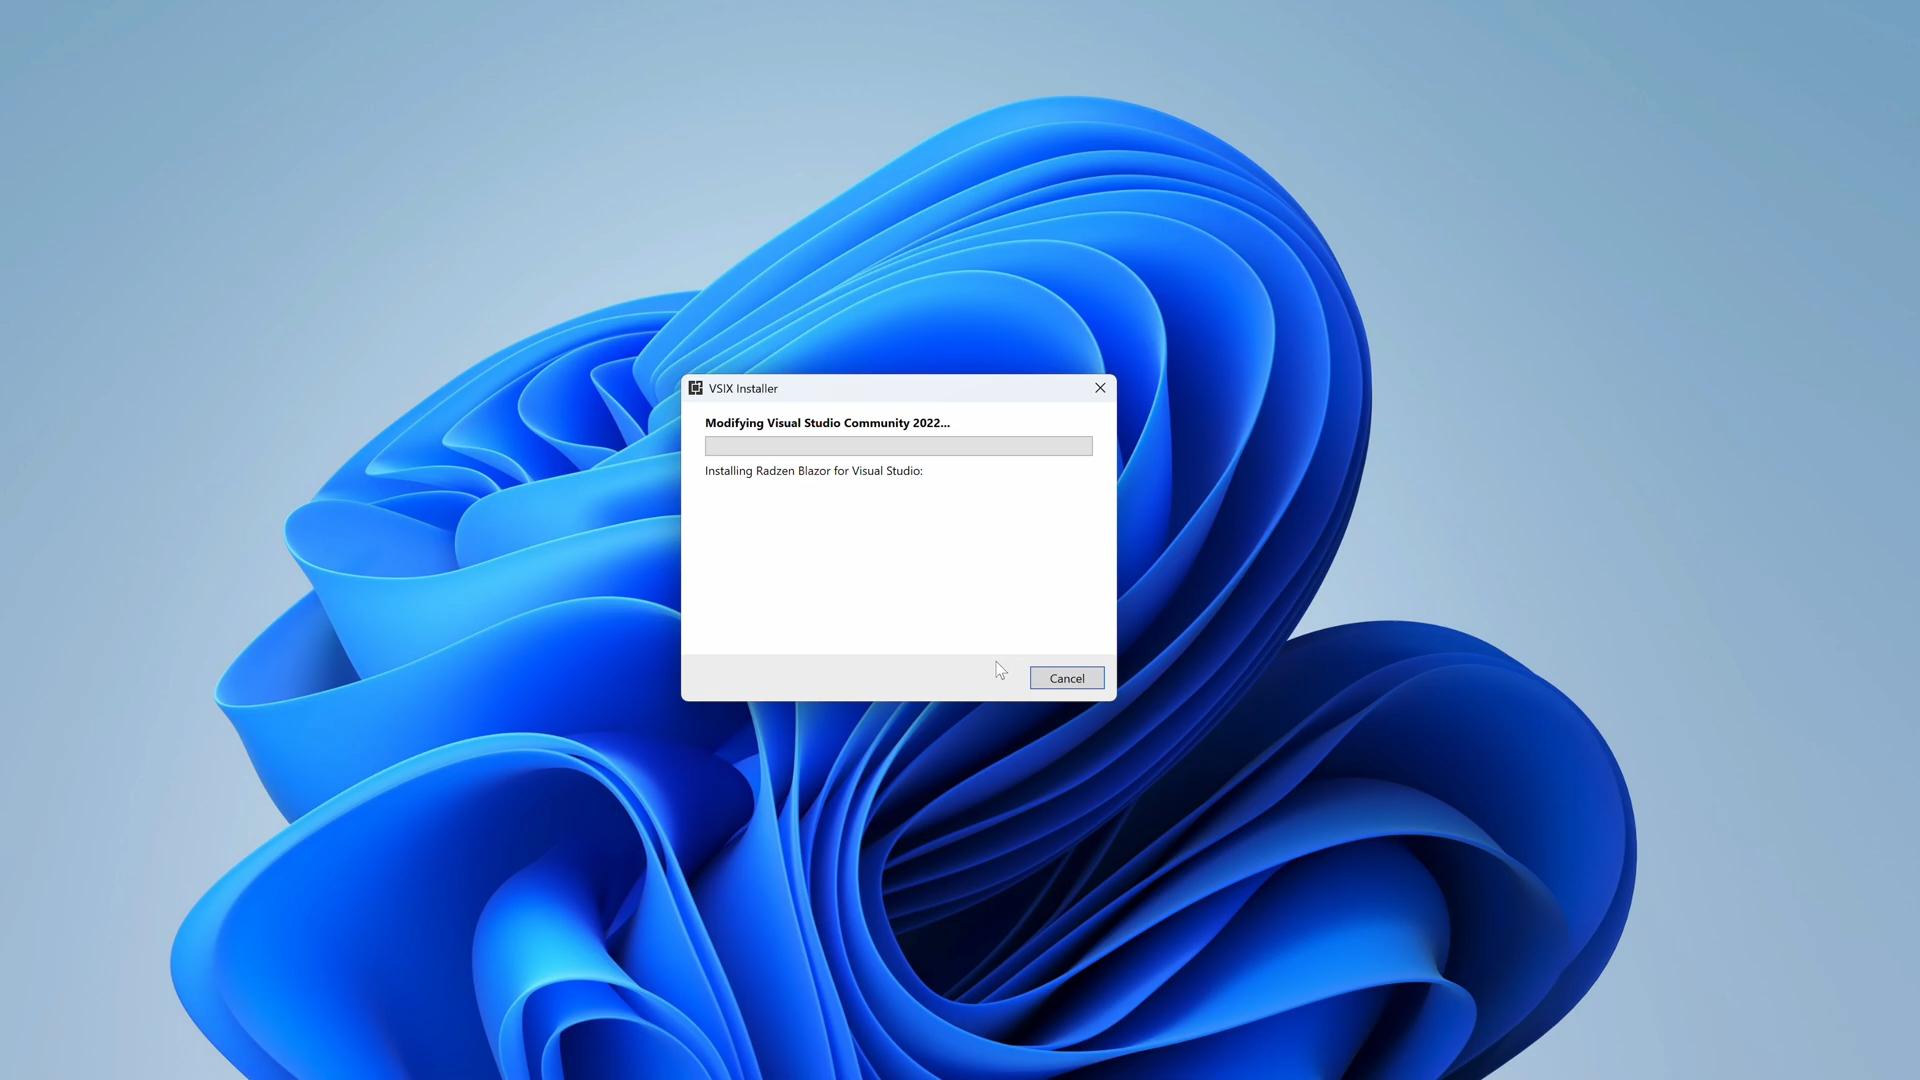 VSIX Installer
Modifying Visual Studio Community 2022...
Installing Radzen Blazor for Visual Studio:
Cancel